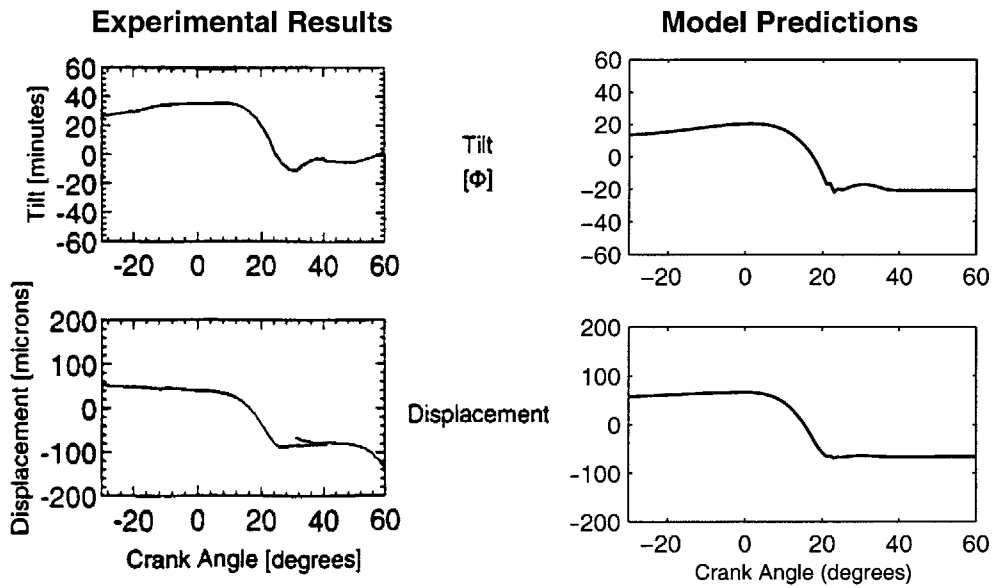 Experimental Results
Model Predictions
Tilt [minutes]
60
40
20
0
-20
-40
-60
-20 0 20 40 60
Tilt
[Φ]
60
40
20
0
−20
−40
−60
−20 0 20 40 60
Displacement [microns]
200
100
0
-100
-200
-20 0 20 40 60
Crank Angle [degrees]
Displacement
200
100
0
−100
−200
−20 0 20 40 60
Crank Angle (degrees)